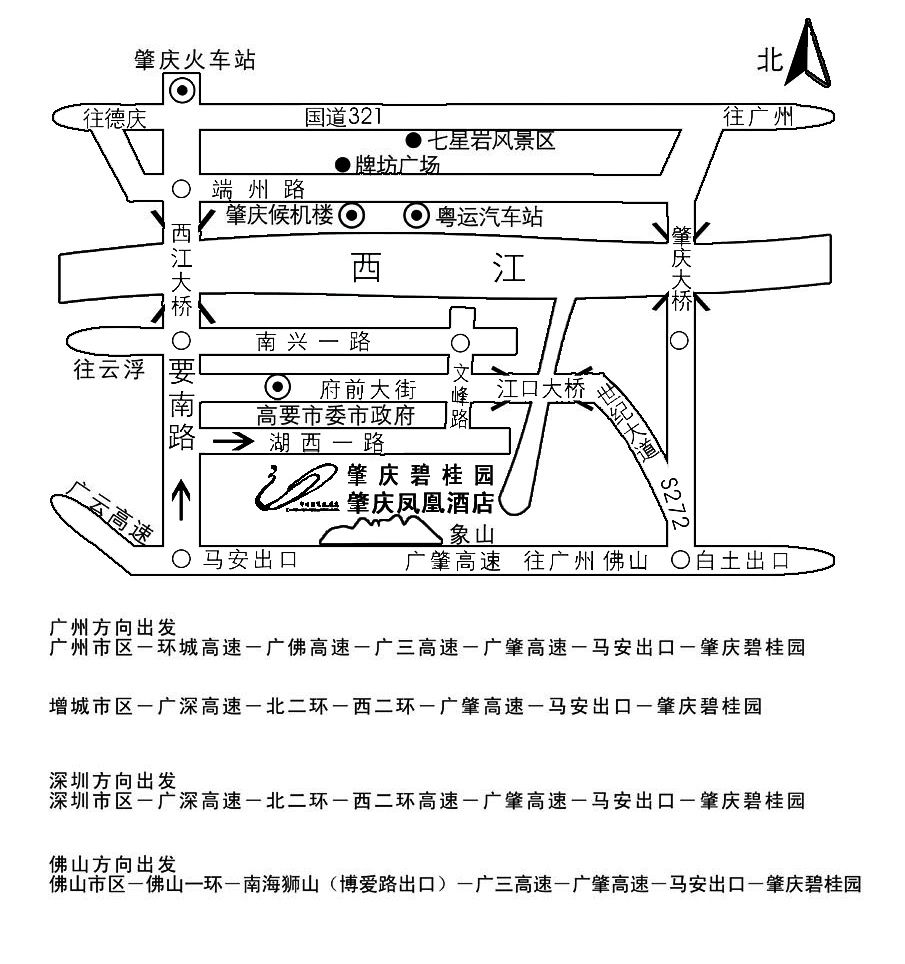 肇庆火车站
北
往德庆
国道321
往广州
七星岩风景区
牌坊广场
端州路
肇庆候机楼
粤运汽车站
西江大桥
西江
肇庆大桥
南兴一路
往云浮
要南路
文峰路
府前大街
江口大桥
世纪大道
高要市委市政府
湖西一路
肇庆碧桂园
肇庆凤凰酒店
S272
广云高速
象山
马安出口
广肇高速
往广州佛山
白土出口
广州方向出发
广州市区－环城高速－广佛高速－广三高速－广肇高速－马安出口－肇庆碧桂园
增城市区－广深高速－北二环－西二环－广肇高速－马安出口－肇庆碧桂园
深圳方向出发
深圳市区－广深高速－北二环－西二环高速－广肇高速－马安出口－肇庆碧桂园
佛山方向出发
佛山市区－佛山一环－南海狮山（博爱路出口）－广三高速－广肇高速－马安出口－肇庆碧桂园